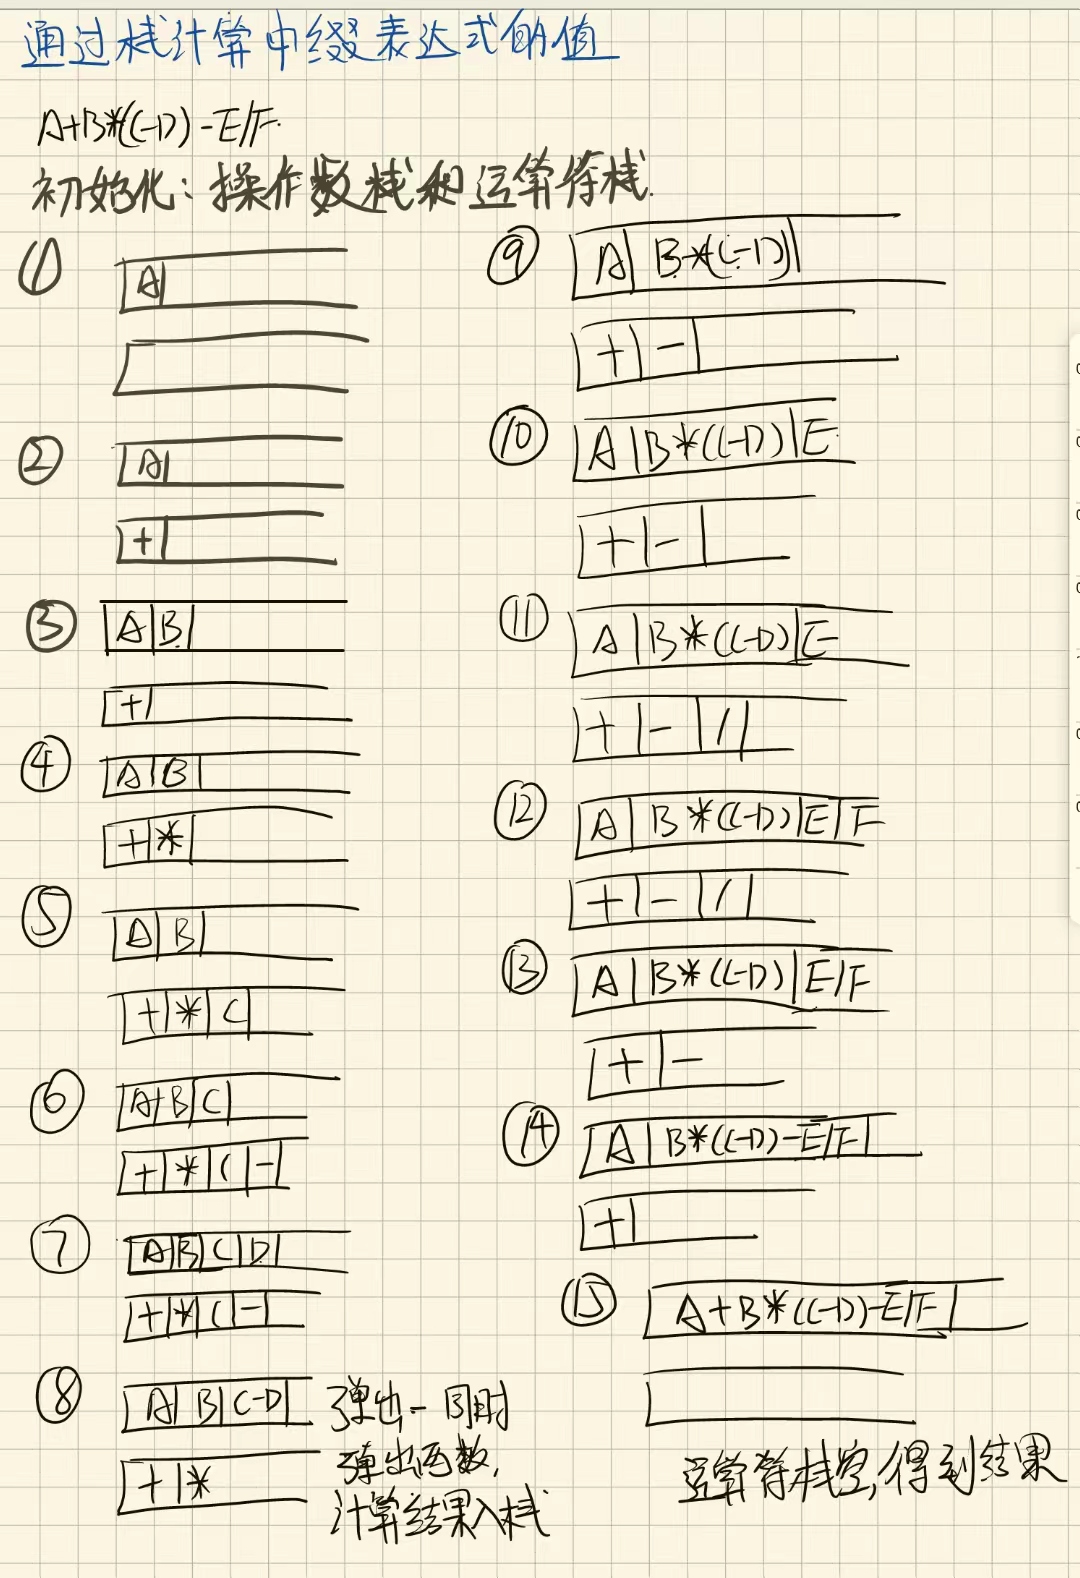 通过栈计算中缀表达式的值
A+B*(C-D)-E/F.
初始化:操作数栈和运算符栈.
①
A
②
A
+
③
A|B
+
④
A|B
+|*
⑤
A|B
+|*|(
⑥
A|B|C
+|*|(|-
⑦
A|B|C|D
+|*|(|-
⑧
A|B|C-D
+|*
弹出-同时
弹出两数,
计算结果入栈
⑨
A|B*(C-D)
+|-
⑩
A|B*(C-D)|E
+|-
⑪
A|B*(C-D)|E
+|-|/
⑫
A|B*(C-D)|E|F
+|-|/
⑬
A|B*(C-D)|E/F
+|-
⑭
A|B*(C-D)-E/F
+
⑮
A+B*(C-D)-E/F
运算符栈空,得到结果